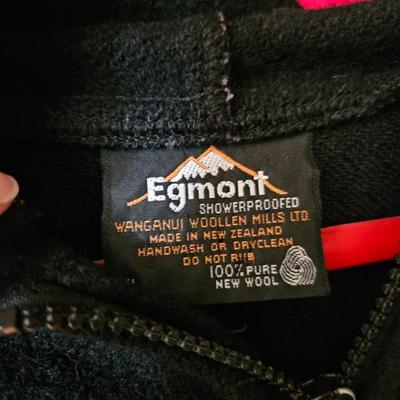 Egmont
SHOWERPROOFED
WANGANUI WOOLLEN MILLS LTD.
MADE IN NEW ZEALAND
HANDWASH OR DRYCLEAN
DO NOT RUB
100% PURE
NEW WOOL